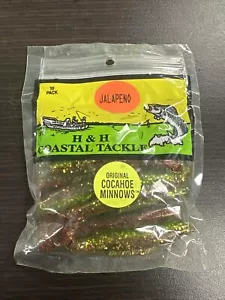 10
PACK
JALAPENO
H & H
COASTAL TACKLE
ORIGINAL
COCAHOE
MINNOWS